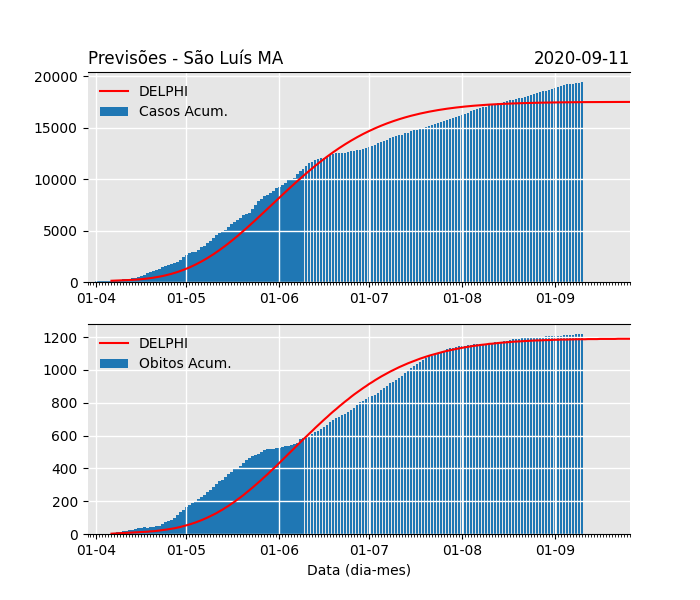 Previsões - São Luís MA 2020-09-11
20000
15000
10000
5000
0
DELPHI
Casos Acum.
01-04 01-05 01-06 01-07 01-08 01-09
1200
1000
800
600
400
200
0
DELPHI
Obitos Acum.
01-04 01-05 01-06 01-07 01-08 01-09
Data (dia-mes)